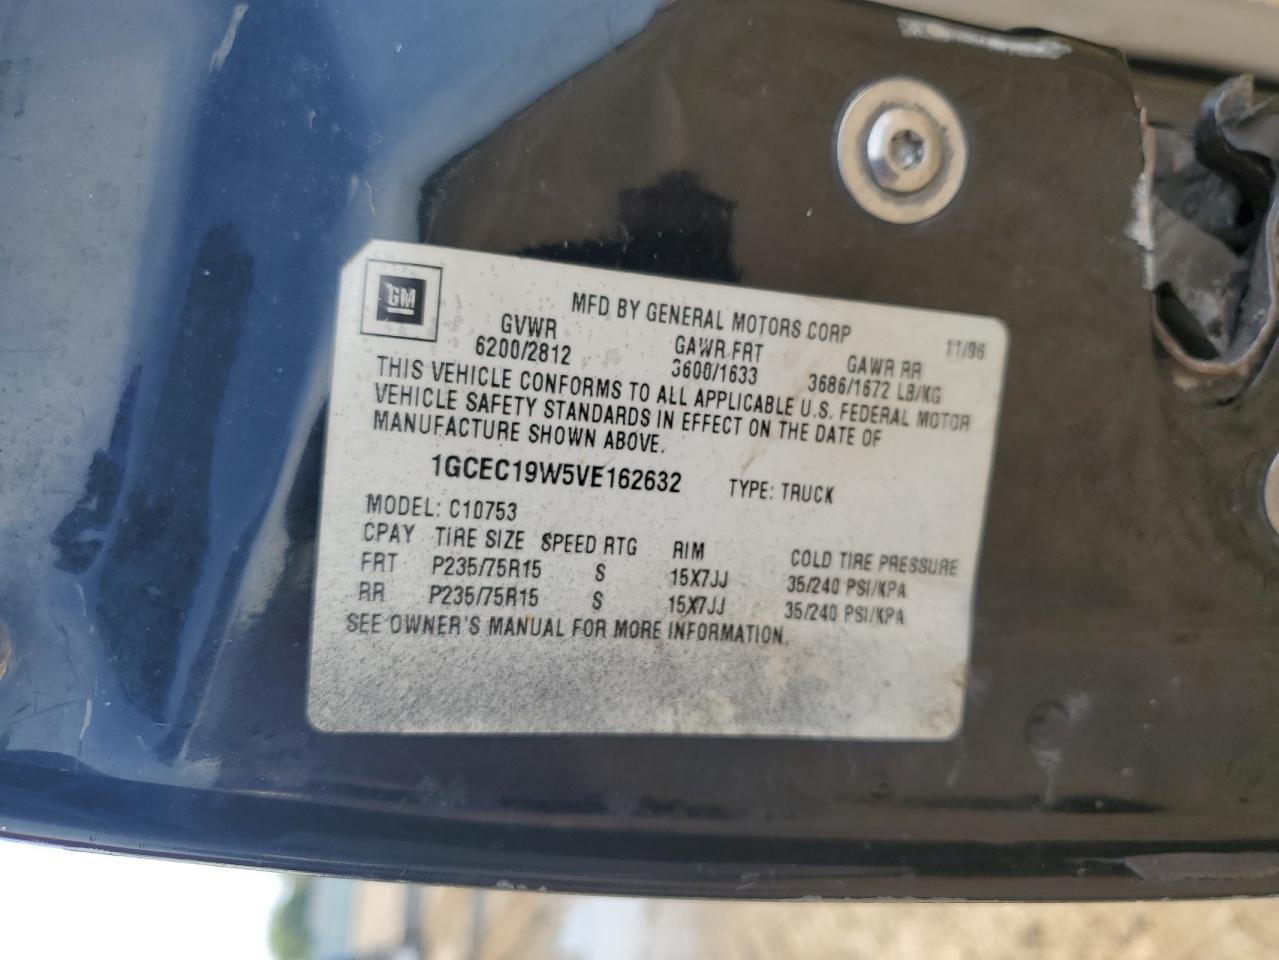 GM
MFD BY GENERAL MOTORS CORP
11/96
GVWR GAWR FRT GAWR RR
6200/2812 3600/1633 3686/1672 LB/KG
THIS VEHICLE CONFORMS TO ALL APPLICABLE U.S. FEDERAL MOTOR
VEHICLE SAFETY STANDARDS IN EFFECT ON THE DATE OF
MANUFACTURE SHOWN ABOVE.
1GCEC19W5VE162632 TYPE: TRUCK
MODEL: C10753
CPAY TIRE SIZE SPEED RTG RIM COLD TIRE PRESSURE
FRT P235/75R15 S 15X7JJ 35/240 PSI/KPA
RR P235/75R15 S 15X7JJ 35/240 PSI/KPA
SEE OWNER'S MANUAL FOR MORE INFORMATION.